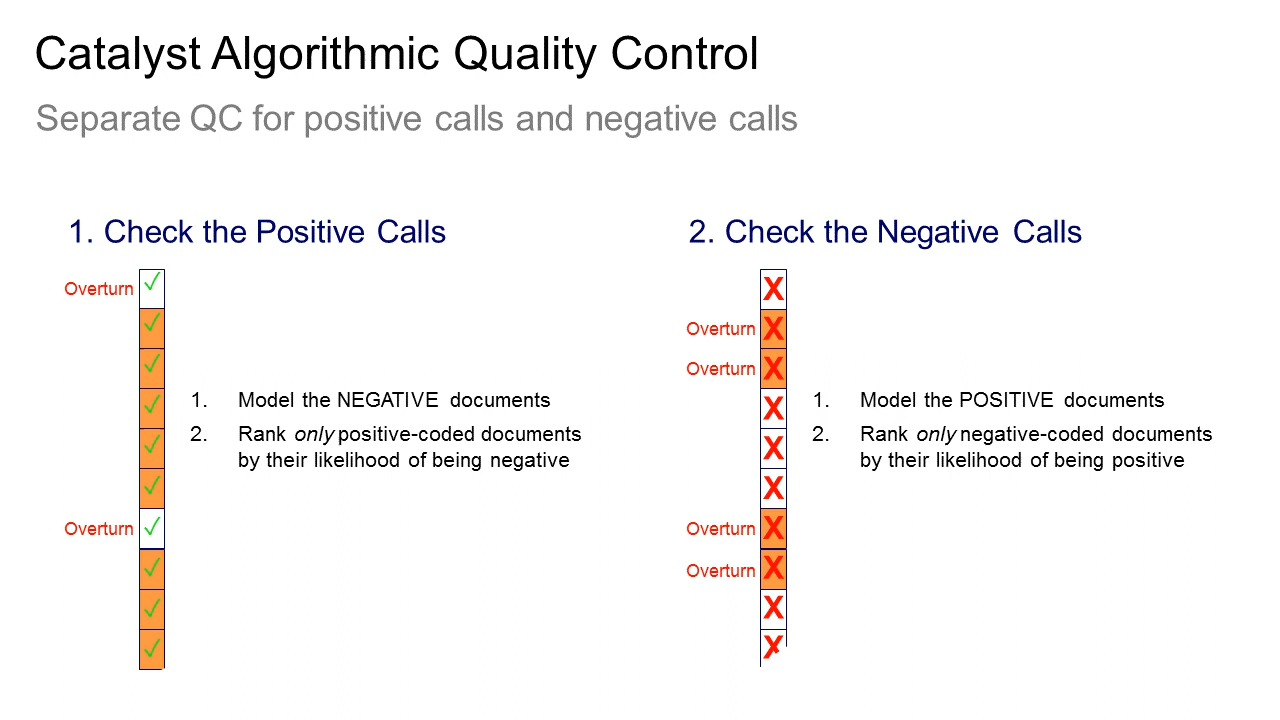 Catalyst Algorithmic Quality Control
Separate QC for positive calls and negative calls
1. Check the Positive Calls
Overturn
Overturn
1. Model the NEGATIVE documents
2. Rank only positive-coded documents
by their likelihood of being negative
2. Check the Negative Calls
X
Overturn X
Overturn X
X
X
X
Overturn X
Overturn X
X
X
1. Model the POSITIVE documents
2. Rank only negative-coded documents
by their likelihood of being positive